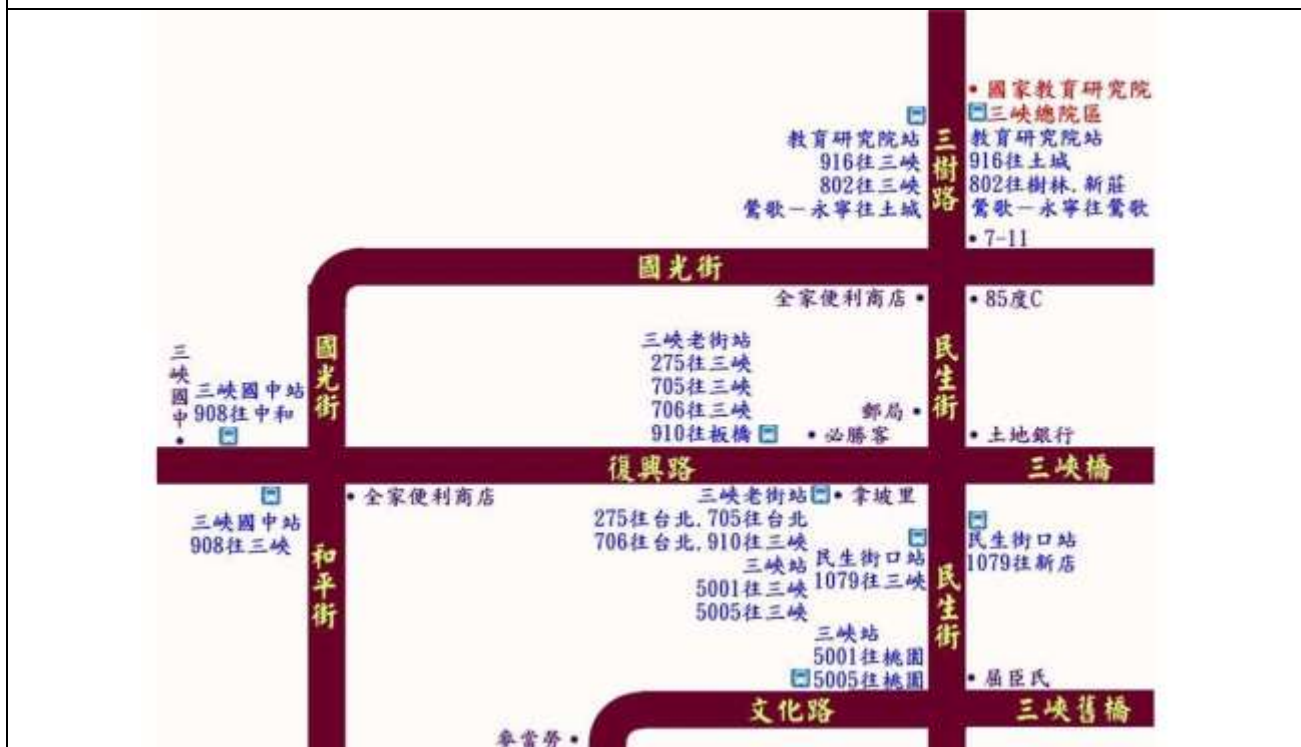 國家教育研究院
三峽總院區
教育研究院站
916往三峽
802往三峽
鶯歌－永寧往土城
三樹路
教育研究院站
916往土城
802往樹林.新莊
鶯歌－永寧往鶯歌
7-11
國光街
全家便利商店
85度C
三峽國中
三峽國中站
908往中和
國光街
三峽老街站
275往三峽
705往三峽
706往三峽
910往板橋
郵局
必勝客
民生街
土地銀行
復興路
三峽橋
三峽國中站
908往三峽
全家便利商店
和平街
三峽老街站
拿坡里
275往台北.705往台北
706往台北.910往三峽
三峽站
5001往三峽
5005往三峽
民生街口站
1079往三峽
民生街口站
1079往新店
民生街
三峽站
5001往桃園
5005往桃園
屈臣氏
文化路
三峽舊橋
麥當勞